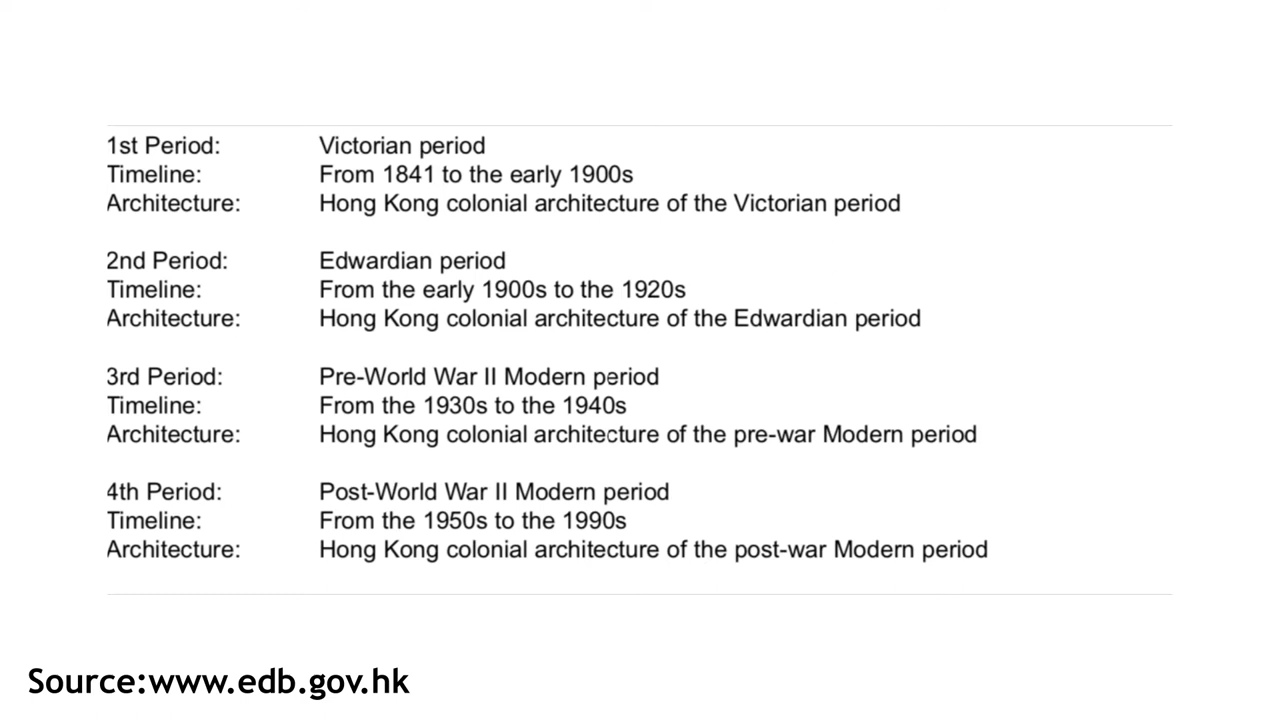 1st Period: Victorian period
Timeline: From 1841 to the early 1900s
Architecture: Hong Kong colonial architecture of the Victorian period
2nd Period: Edwardian period
Timeline: From the early 1900s to the 1920s
Architecture: Hong Kong colonial architecture of the Edwardian period
3rd Period: Pre-World War II Modern period
Timeline: From the 1930s to the 1940s
Architecture: Hong Kong colonial architecture of the pre-war Modern period
4th Period: Post-World War II Modern period
Timeline: From the 1950s to the 1990s
Architecture: Hong Kong colonial architecture of the post-war Modern period
Source:www.edb.gov.hk